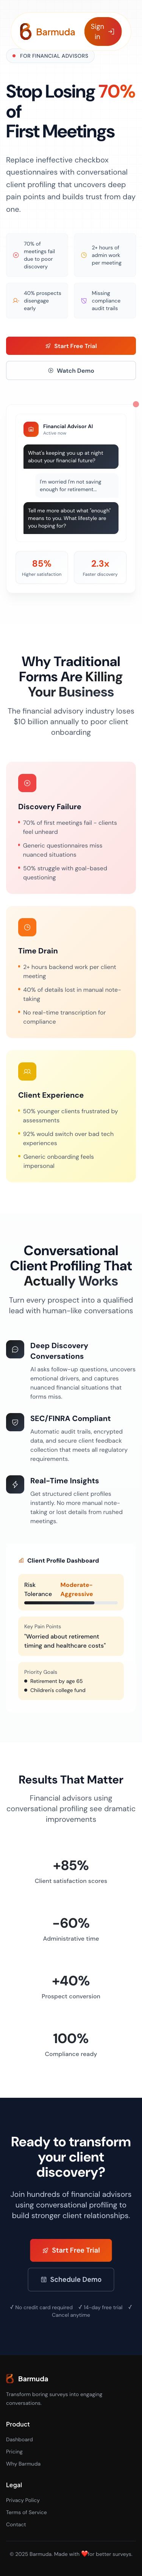 Barmuda
Sign
in
FOR FINANCIAL ADVISORS
Stop Losing 70%
of
First Meetings
Replace ineffective checkbox
questionnaires with conversational
client profiling that uncovers deep
pain points and builds trust from day
one.
70% of
meetings fail
due to poor
discovery
2+ hours of
admin work
per meeting
40% prospects
disengage
early
Missing
compliance
audit trails
Start Free Trial
Watch Demo
Financial Advisor AI
Active now
What's keeping you up at night
about your financial future?
I'm worried I'm not saving
enough for retirement...
Tell me more about what "enough"
means to you. What lifestyle are
you hoping for?
85%
Higher satisfaction
2.3x
Faster discovery
Why Traditional
Forms Are Killing
Your Business
The financial advisory industry loses
$10 billion annually to poor client
onboarding
Discovery Failure
70% of first meetings fail - clients
feel unheard
Generic questionnaires miss
nuanced situations
50% struggle with goal-based
questioning
Time Drain
2+ hours backend work per client
meeting
40% of details lost in manual note-
taking
No real-time transcription for
compliance
Client Experience
50% younger clients frustrated by
assessments
92% would switch over bad tech
experiences
Generic onboarding feels
impersonal
Conversational
Client Profiling That
Actually Works
Turn every prospect into a qualified
lead with human-like conversations
Deep Discovery
Conversations
AI asks follow-up questions, uncovers
emotional drivers, and captures
nuanced financial situations that
forms miss.
SEC/FINRA Compliant
Automatic audit trails, encrypted
data, and secure client feedback
collection that meets all regulatory
requirements.
Real-Time Insights
Get structured client profiles
instantly. No more manual note-
taking or lost details from rushed
meetings.
Client Profile Dashboard
Risk
Tolerance
Moderate-
Aggressive
Key Pain Points
"Worried about retirement
timing and healthcare costs"
Priority Goals
Retirement by age 65
Children's college fund
Results That Matter
Financial advisors using
conversational profiling see dramatic
improvements
+85%
Client satisfaction scores
-60%
Administrative time
+40%
Prospect conversion
100%
Compliance ready
Ready to transform
your client
discovery?
Join hundreds of financial advisors
using conversational profiling to
build stronger client relationships.
Start Free Trial
Schedule Demo
✓ No credit card required ✓ 14-day free trial ✓
Cancel anytime
Barmuda
Transform boring surveys into engaging
conversations.
Product
Dashboard
Pricing
Why Barmuda
Legal
Privacy Policy
Terms of Service
Contact
© 2025 Barmuda. Made with ❤️ for better surveys.